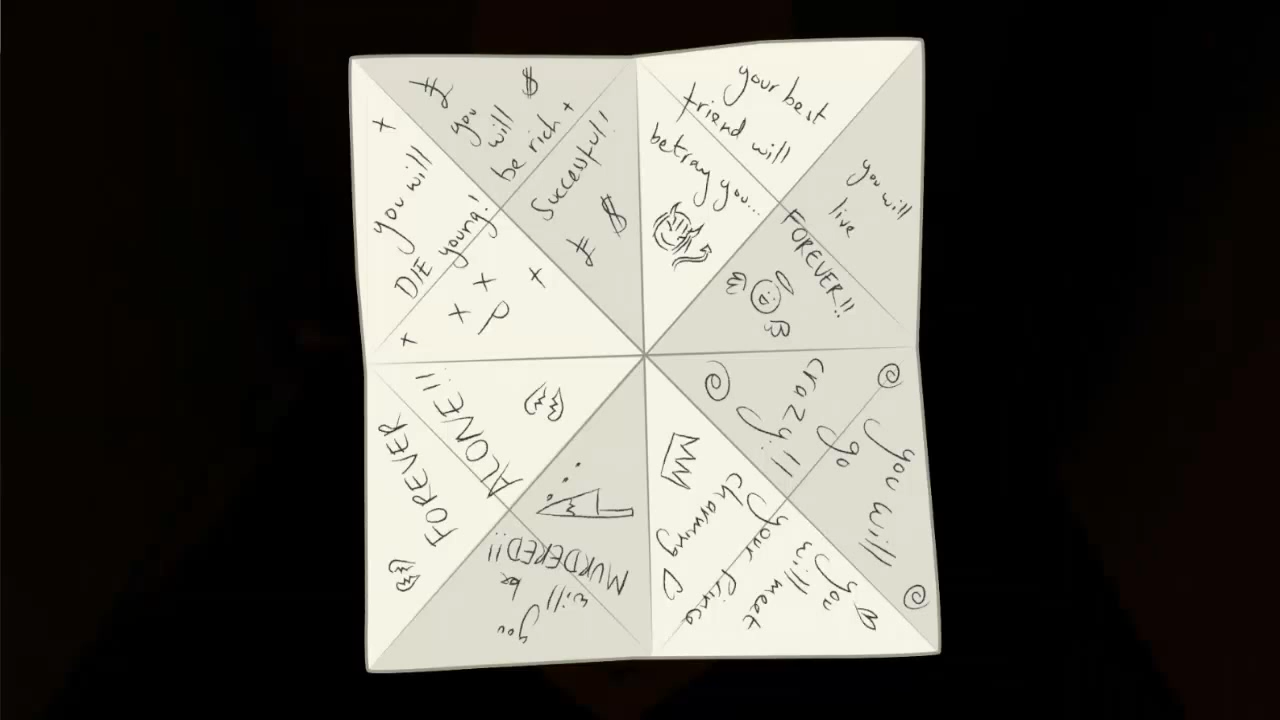 $
you will
be rich +
Successful!
$
your best
friend will
betray you...
you will
live
FOREVER!!
you will
go
crazy!!
you
will meet
your Prince
charming
you
will be
MURDERED!!
FOREVER
ALONE!!!
you will
DIE young!